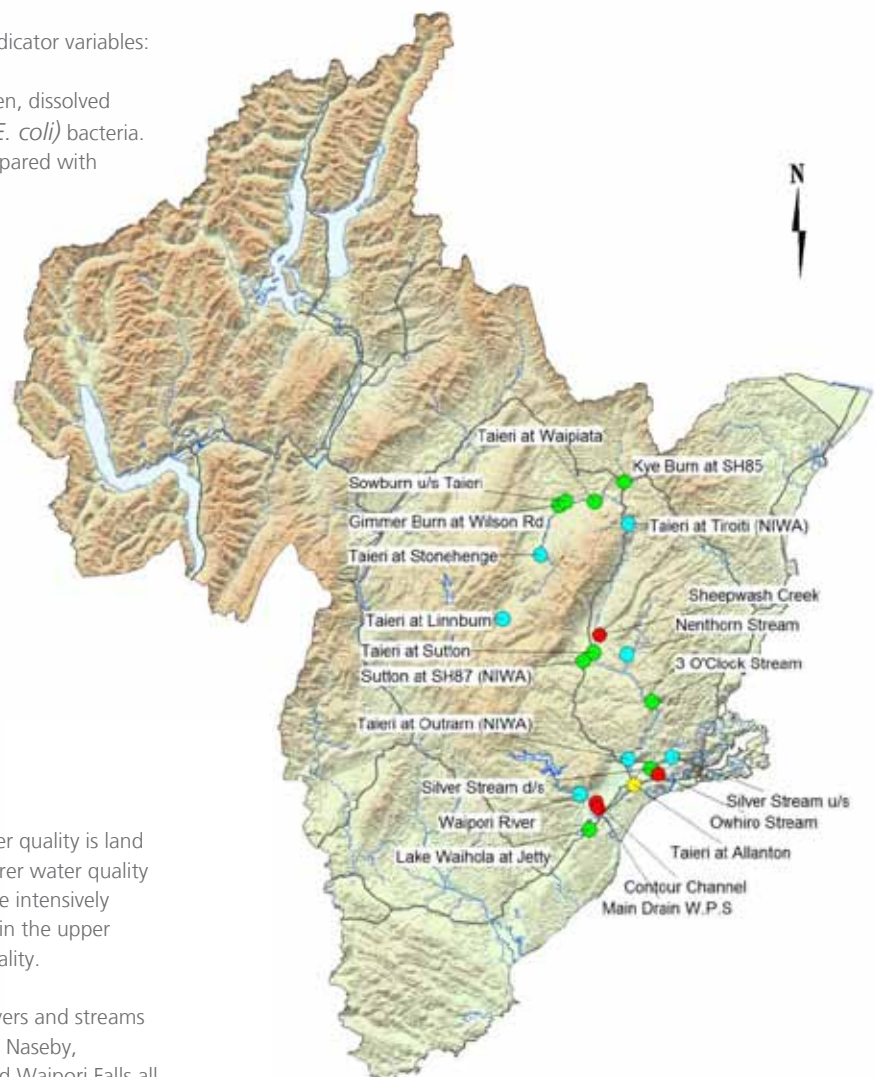 dicator variables:
en, dissolved
E. coli) bacteria.
pared with
N
Taieri at Waipiata
Kye Burn at SH85
Sowburn u/s Taieri
Gimmer Burn at Wilson Rd
Taieri at Tiroiti (NIWA)
Taieri at Stonehenge
Sheepwash Creek
Taieri at Linnburn
Nenthorn Stream
Taieri at Sutton
3 O'Clock Stream
Sutton at SH87 (NIWA)
Taieri at Outram (NIWA)
Silver Stream d/s
Silver Stream u/s
Waipori River
Owhiro Stream
Lake Waihola at Jetty
Taieri at Allanton
Contour Channel
Main Drain W.P.S
er quality is land
rer water quality
e intensively
in the upper
ality.
vers and streams
Naseby,
d Waipori Falls all